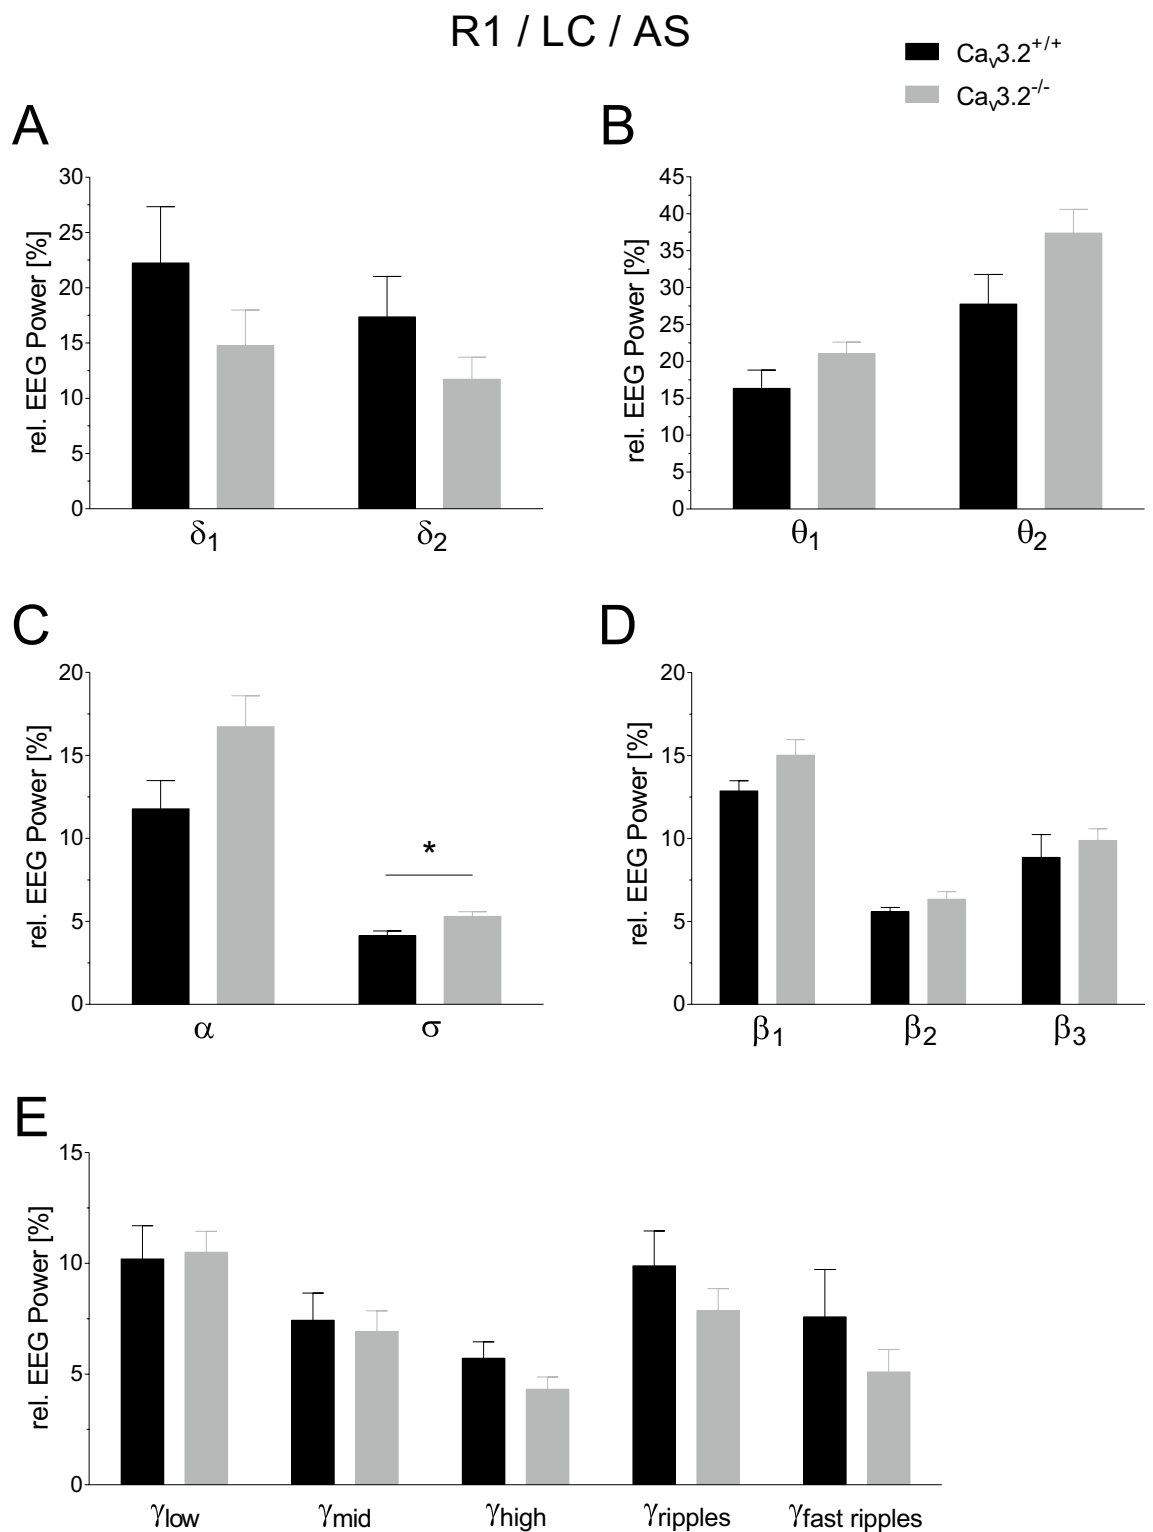 R1 / LC / AS
Caᵥ3.2⁺/⁺
Caᵥ3.2⁻/⁻
A
rel. EEG Power [%]
30
25
20
15
10
5
0
δ₁
δ₂
B
rel. EEG Power [%]
45
40
35
30
25
20
15
10
5
0
θ₁
θ₂
C
rel. EEG Power [%]
20
15
10
5
0
*
α
σ
D
rel. EEG Power [%]
20
15
10
5
0
β₁
β₂
β₃
E
rel. EEG Power [%]
15
10
5
0
γlow
γmid
γhigh
γripples
γfast ripples